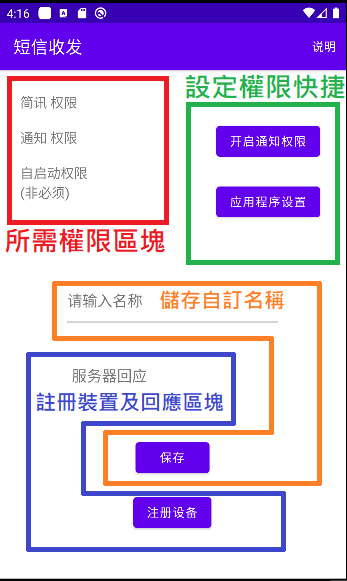 4:16
短信收发
说明
設定權限快捷
简讯 权限
通知 权限
自启动权限
(非必须)
开启通知权限
应用程序设置
所需權限區塊
请输入名称
儲存自訂名稱
服务器回应
註冊裝置及回應區塊
保存
注册设备